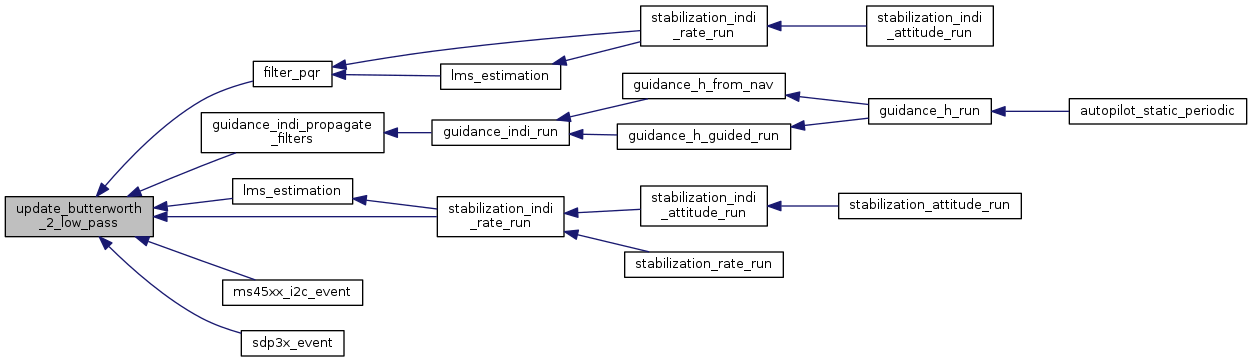 stabilization_indi
_rate_run
stabilization_indi
_attitude_run
filter_pqr
lms_estimation
guidance_h_from_nav
guidance_h_run
autopilot_static_periodic
guidance_indi_propagate
_filters
guidance_indi_run
guidance_h_guided_run
update_butterworth
_2_low_pass
lms_estimation
stabilization_indi
_rate_run
stabilization_indi
_attitude_run
stabilization_attitude_run
stabilization_rate_run
ms45xx_i2c_event
sdp3x_event